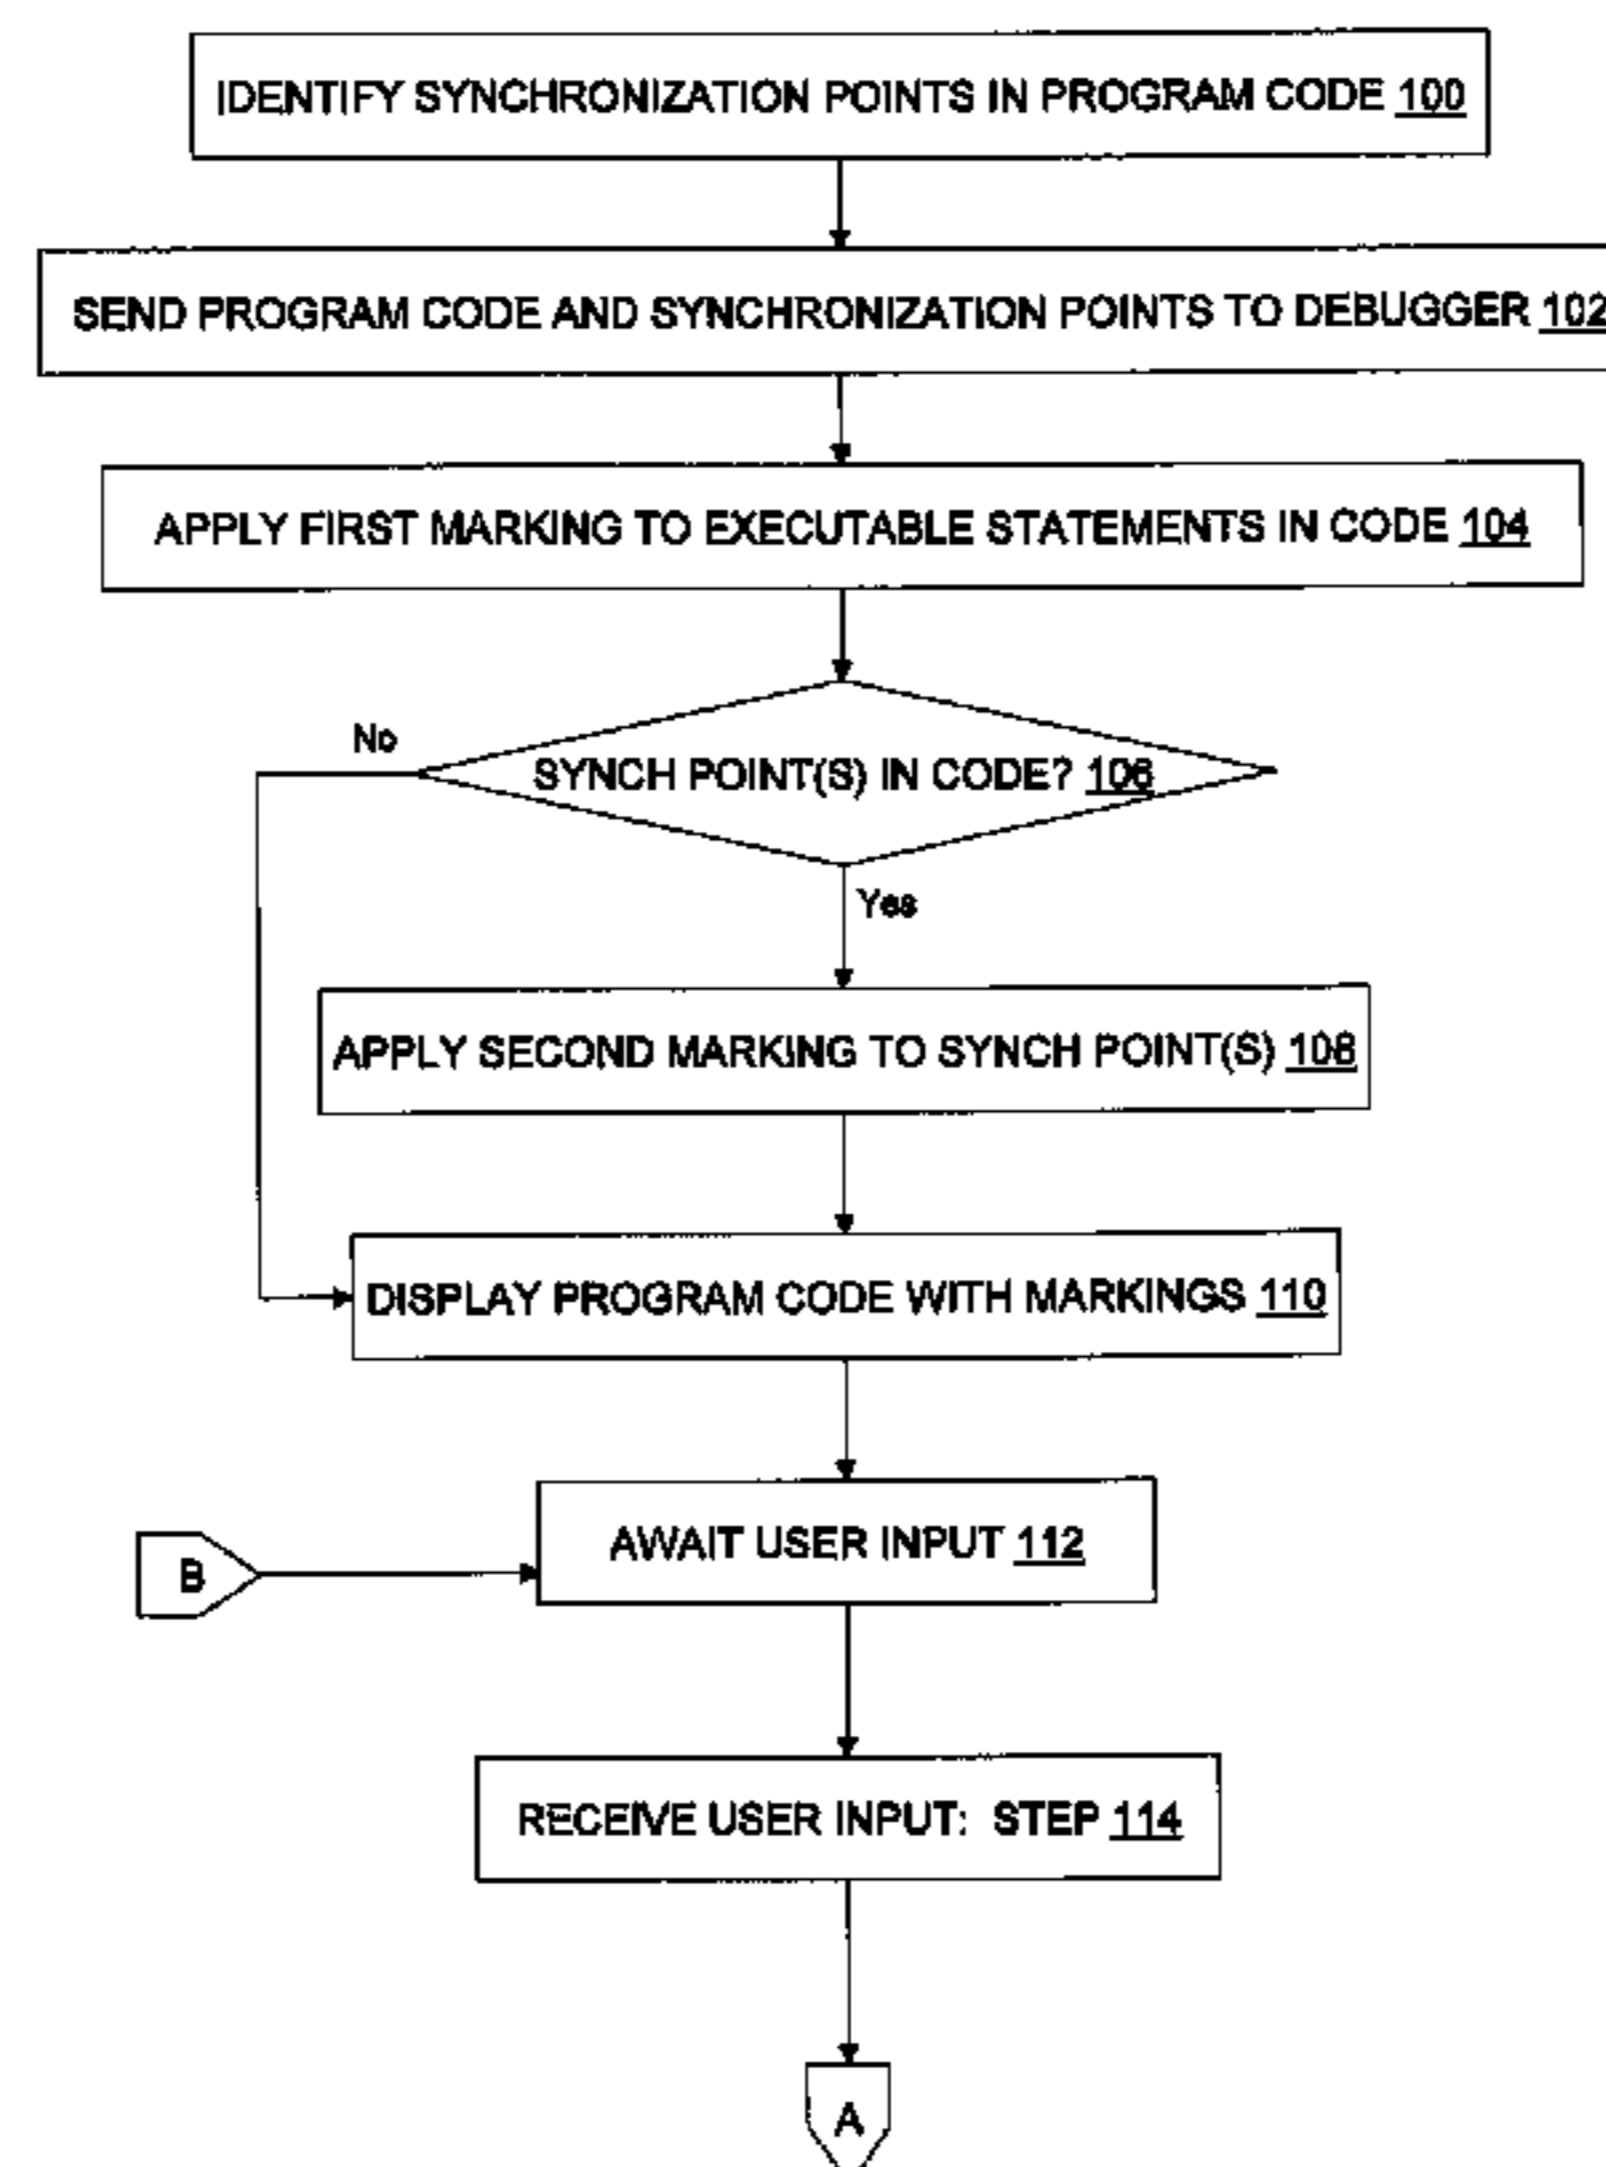 IDENTIFY SYNCHRONIZATION POINTS IN PROGRAM CODE 100
SEND PROGRAM CODE AND SYNCHRONIZATION POINTS TO DEBUGGER 102
APPLY FIRST MARKING TO EXECUTABLE STATEMENTS IN CODE 104
No
SYNCH POINT(S) IN CODE? 106
Yes
APPLY SECOND MARKING TO SYNCH POINT(S) 108
DISPLAY PROGRAM CODE WITH MARKINGS 110
AWAIT USER INPUT 112
B
RECEIVE USER INPUT: STEP 114
A